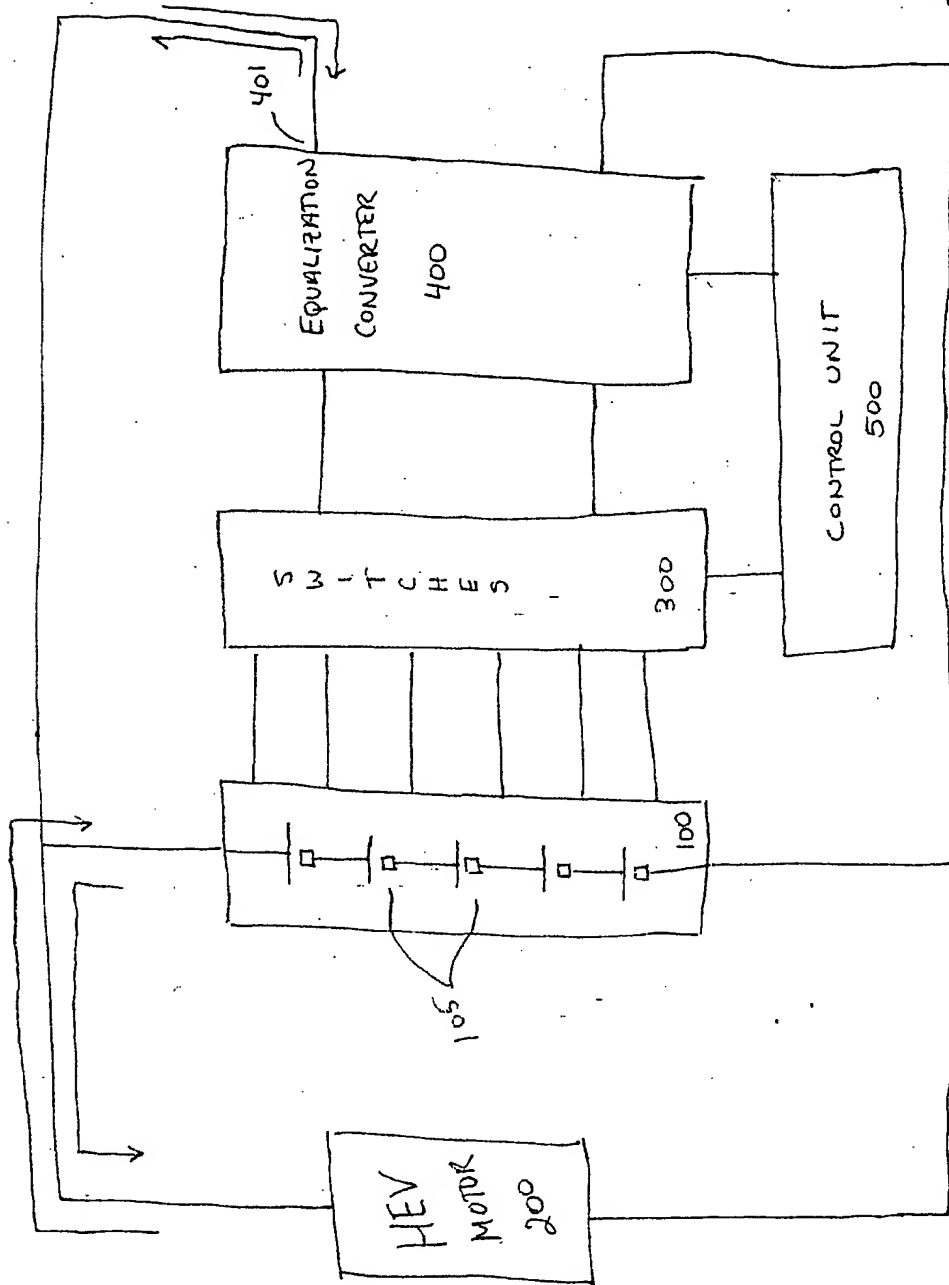 401
EQUALIZATION
CONVERTER
400
SWITCHES
300
CONTROL UNIT
500
100
105
HEV
MOTOR
200